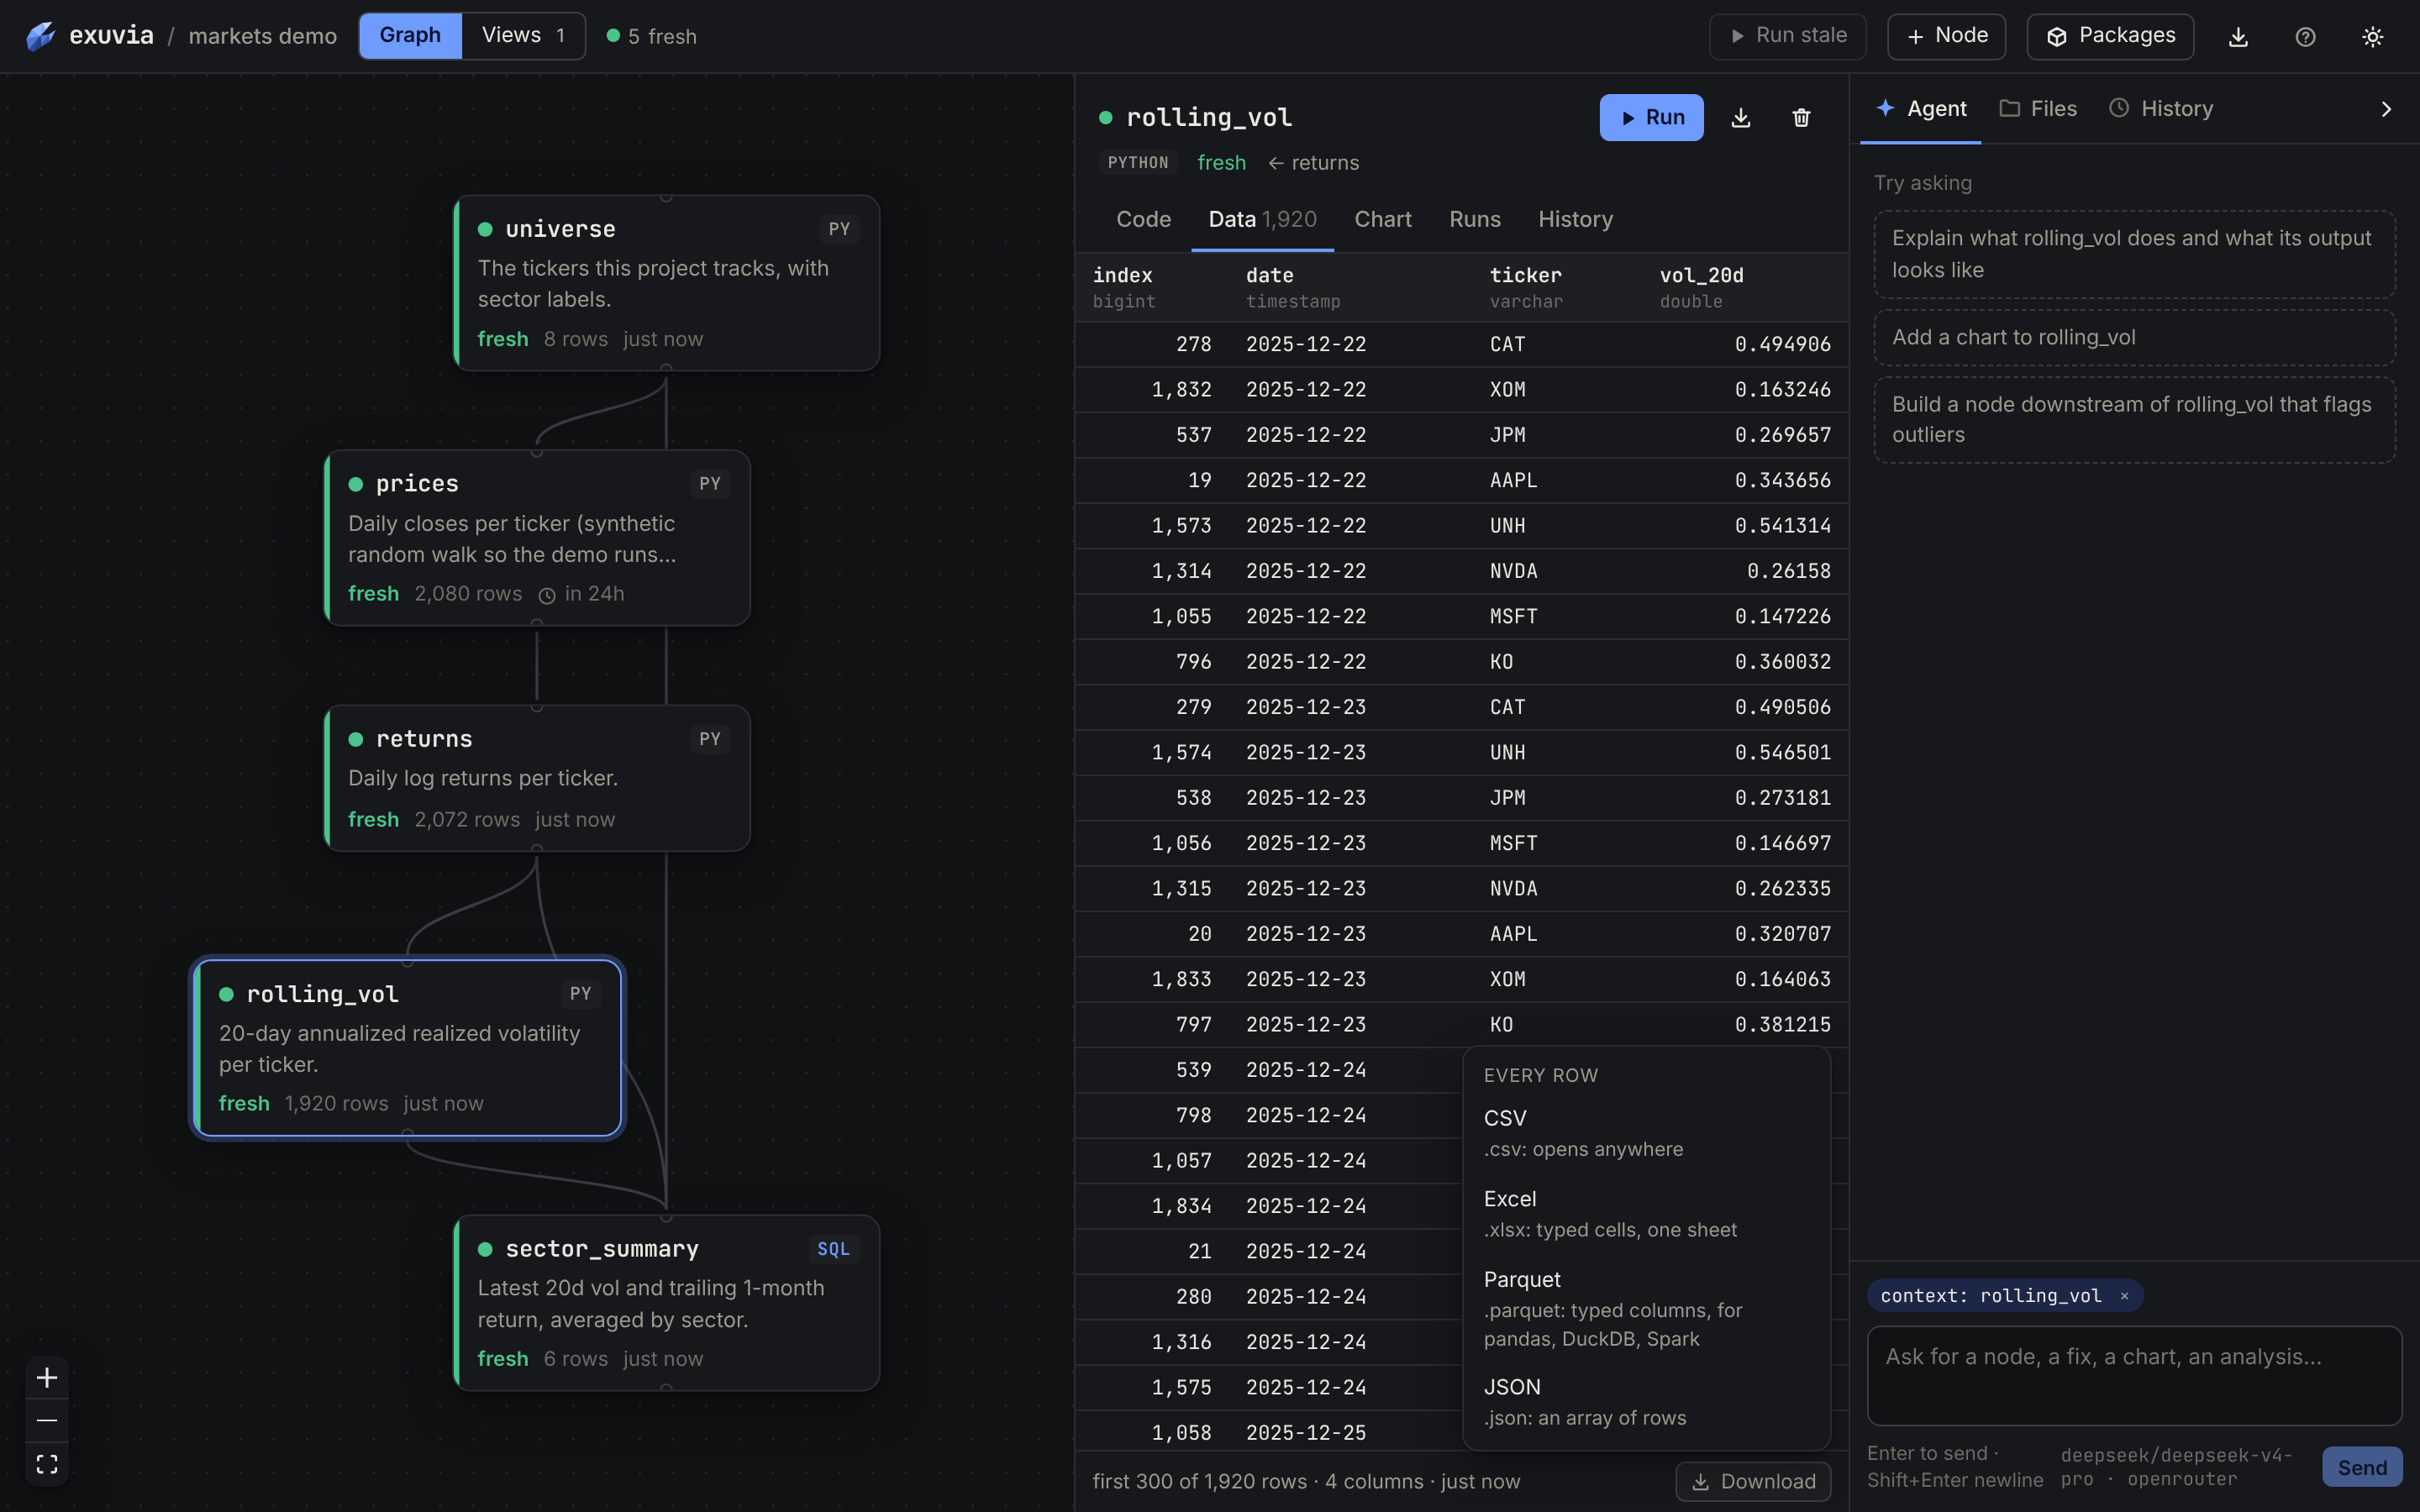 exuvia / markets demo Graph Views 1 5 fresh Run stale + Node Packages
universe PY
The tickers this project tracks, with
sector labels.
fresh 8 rows just now
prices PY
Daily closes per ticker (synthetic
random walk so the demo runs...
fresh 2,080 rows in 24h
returns PY
Daily log returns per ticker.
fresh 2,072 rows just now
rolling_vol PY
20-day annualized realized volatility
per ticker.
fresh 1,920 rows just now
sector_summary SQL
Latest 20d vol and trailing 1-month
return, averaged by sector.
fresh 6 rows just now
rolling_vol Run
PYTHON fresh ← returns
Code Data 1,920 Chart Runs History
index date ticker vol_20d
bigint timestamp varchar double
278 2025-12-22 CAT 0.494906
1,832 2025-12-22 XOM 0.163246
537 2025-12-22 JPM 0.269657
19 2025-12-22 AAPL 0.343656
1,573 2025-12-22 UNH 0.541314
1,314 2025-12-22 NVDA 0.26158
1,055 2025-12-22 MSFT 0.147226
796 2025-12-22 KO 0.360032
279 2025-12-23 CAT 0.490506
1,574 2025-12-23 UNH 0.546501
538 2025-12-23 JPM 0.273181
1,056 2025-12-23 MSFT 0.146697
1,315 2025-12-23 NVDA 0.262335
20 2025-12-23 AAPL 0.320707
1,833 2025-12-23 XOM 0.164063
797 2025-12-23 KO 0.381215
539 2025-12-24
798 2025-12-24
1,057 2025-12-24
1,834 2025-12-24
21 2025-12-24
280 2025-12-24
1,316 2025-12-24
1,575 2025-12-24
1,058 2025-12-25
EVERY ROW
CSV
.csv: opens anywhere
Excel
.xlsx: typed cells, one sheet
Parquet
.parquet: typed columns, for
pandas, DuckDB, Spark
JSON
.json: an array of rows
first 300 of 1,920 rows · 4 columns · just now Download
Agent Files History
Try asking
Explain what rolling_vol does and what its output
looks like
Add a chart to rolling_vol
Build a node downstream of rolling_vol that flags
outliers
context: rolling_vol ×
Ask for a node, a fix, a chart, an analysis...
Enter to send ·
Shift+Enter newline
deepseek/deepseek-v4-
pro · openrouter
Send